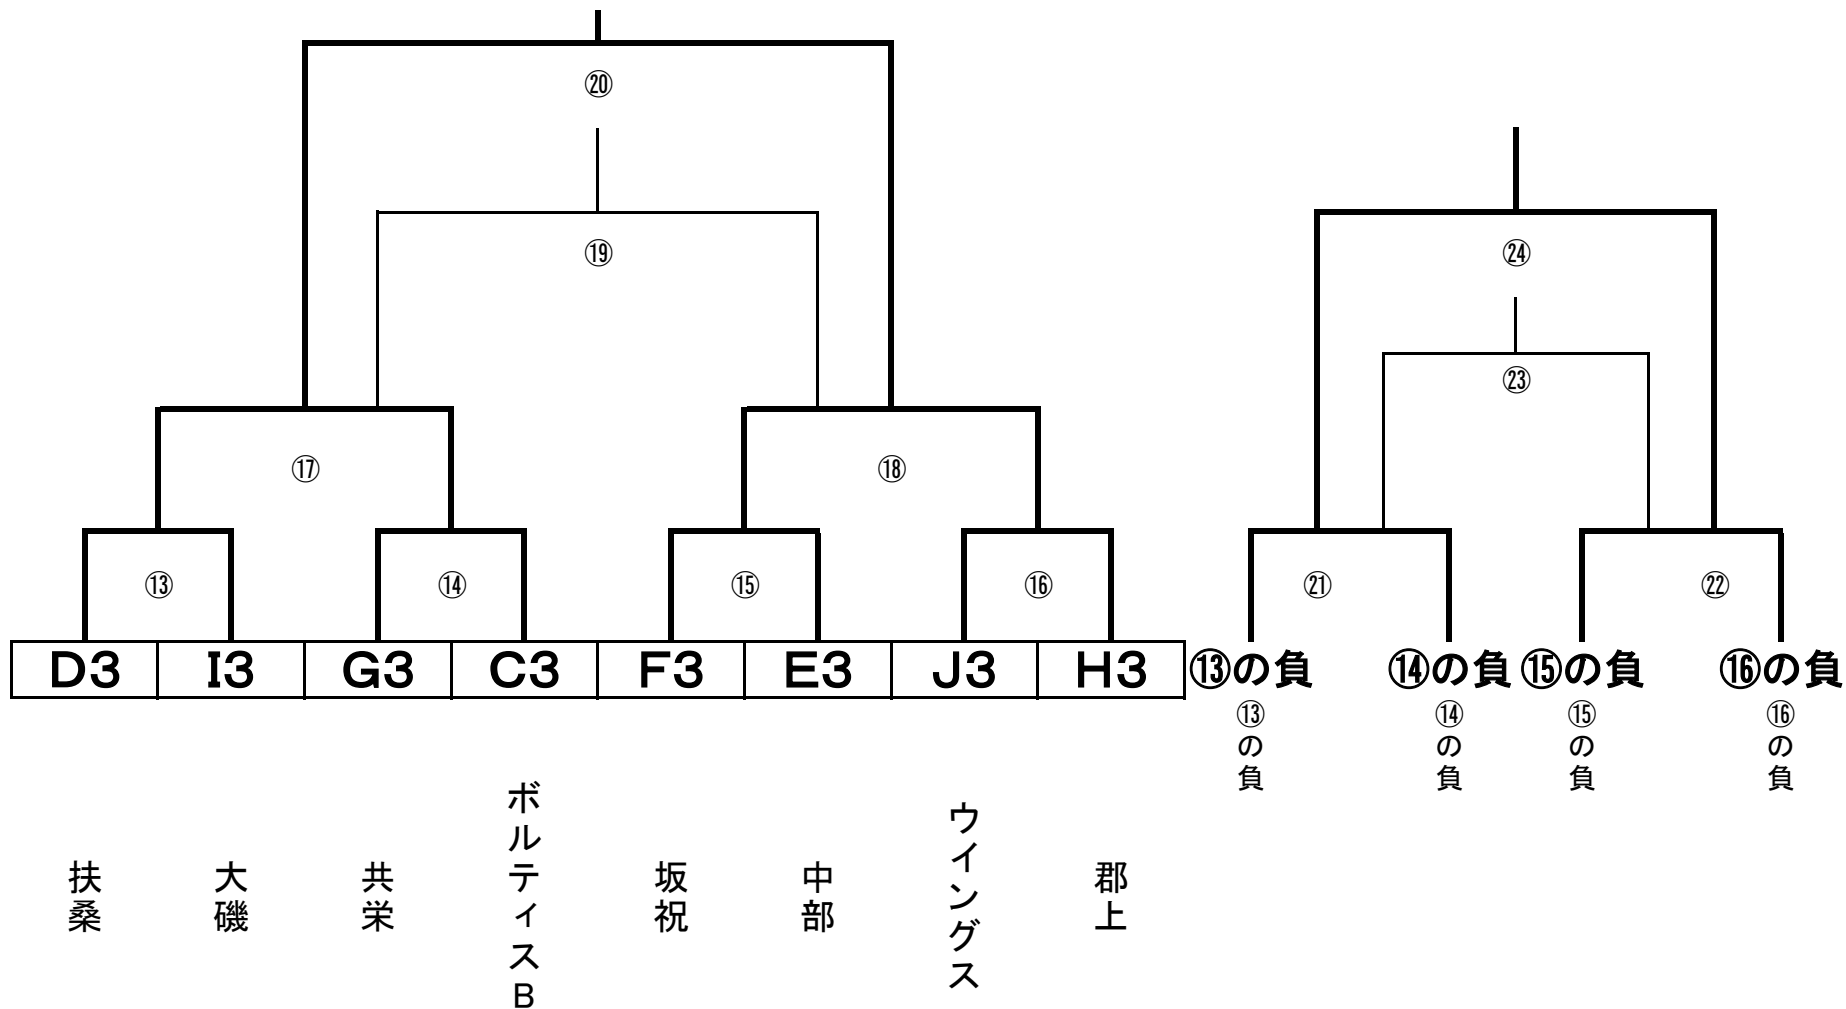 ⑳
⑲
㉔
㉓
⑰
⑱
⑬
⑭
⑮
⑯
㉑
㉒
D3 I3 G3 C3 F3 E3 J3 H3 ⑬の負 ⑭の負 ⑮の負 ⑯の負
扶桑
大磯
共栄
ボルティスB
坂祝
中部
ウイングス
郡上
⑬の負
⑭の負
⑮の負
⑯の負